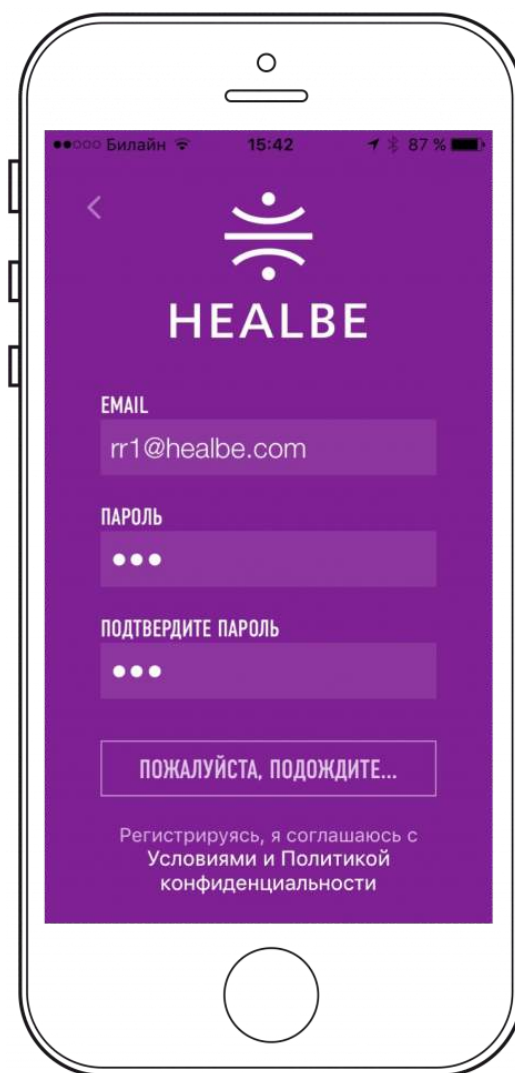 Билайн 15:42 87 %
HEALBE
EMAIL
rr1@healbe.com
ПАРОЛЬ
ПОДТВЕРДИТЕ ПАРОЛЬ
ПОЖАЛУЙСТА, ПОДОЖДИТЕ...
Регистрируясь, я соглашаюсь с
Условиями и Политикой
конфиденциальности